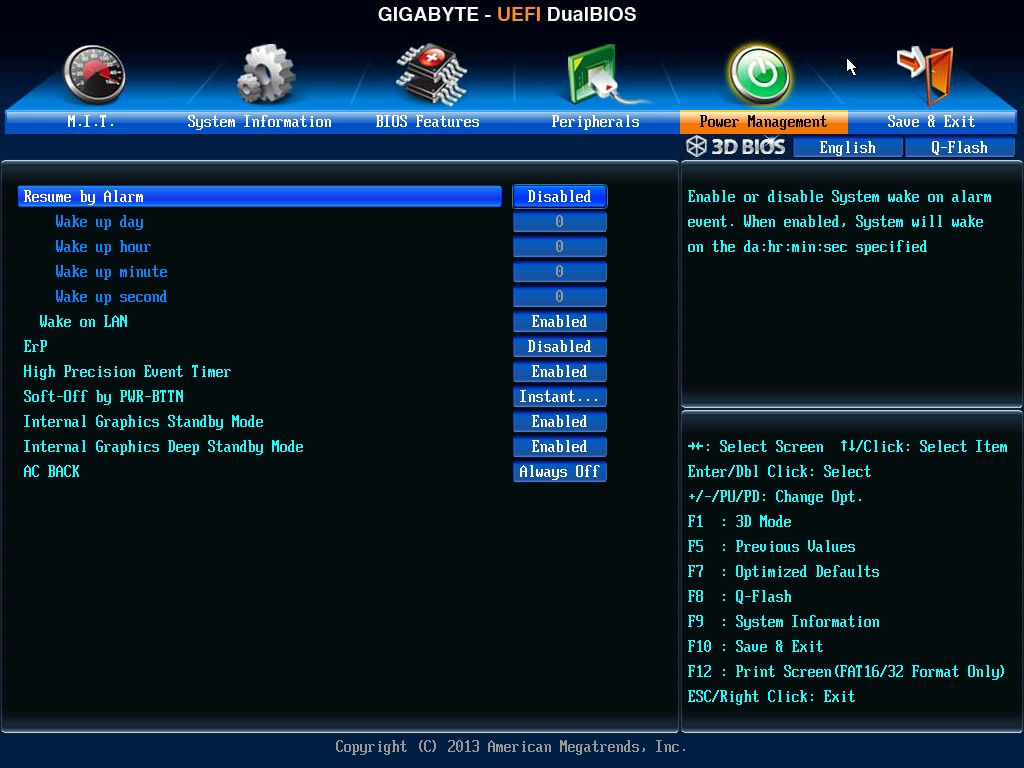 GIGABYTE - UEFI DualBIOS
M.I.T. System Information BIOS Features Peripherals Power Management Save & Exit
3D BIOS English Q-Flash
Resume by Alarm Disabled
Wake up day 0
Wake up hour 0
Wake up minute 0
Wake up second 0
Wake on LAN Enabled
ErP Disabled
High Precision Event Timer Enabled
Soft-Off by PWR-BTTN Instant...
Internal Graphics Standby Mode Enabled
Internal Graphics Deep Standby Mode Enabled
AC BACK Always Off
Enable or disable System wake on alarm
event. When enabled, System will wake
on the da:hr:min:sec specified
→←: Select Screen ↑↓/Click: Select Item
Enter/Dbl Click: Select
+/-/PU/PD: Change Opt.
F1 : 3D Mode
F5 : Previous Values
F7 : Optimized Defaults
F8 : Q-Flash
F9 : System Information
F10 : Save & Exit
F12 : Print Screen(FAT16/32 Format Only)
ESC/Right Click: Exit
Copyright (C) 2013 American Megatrends, Inc.